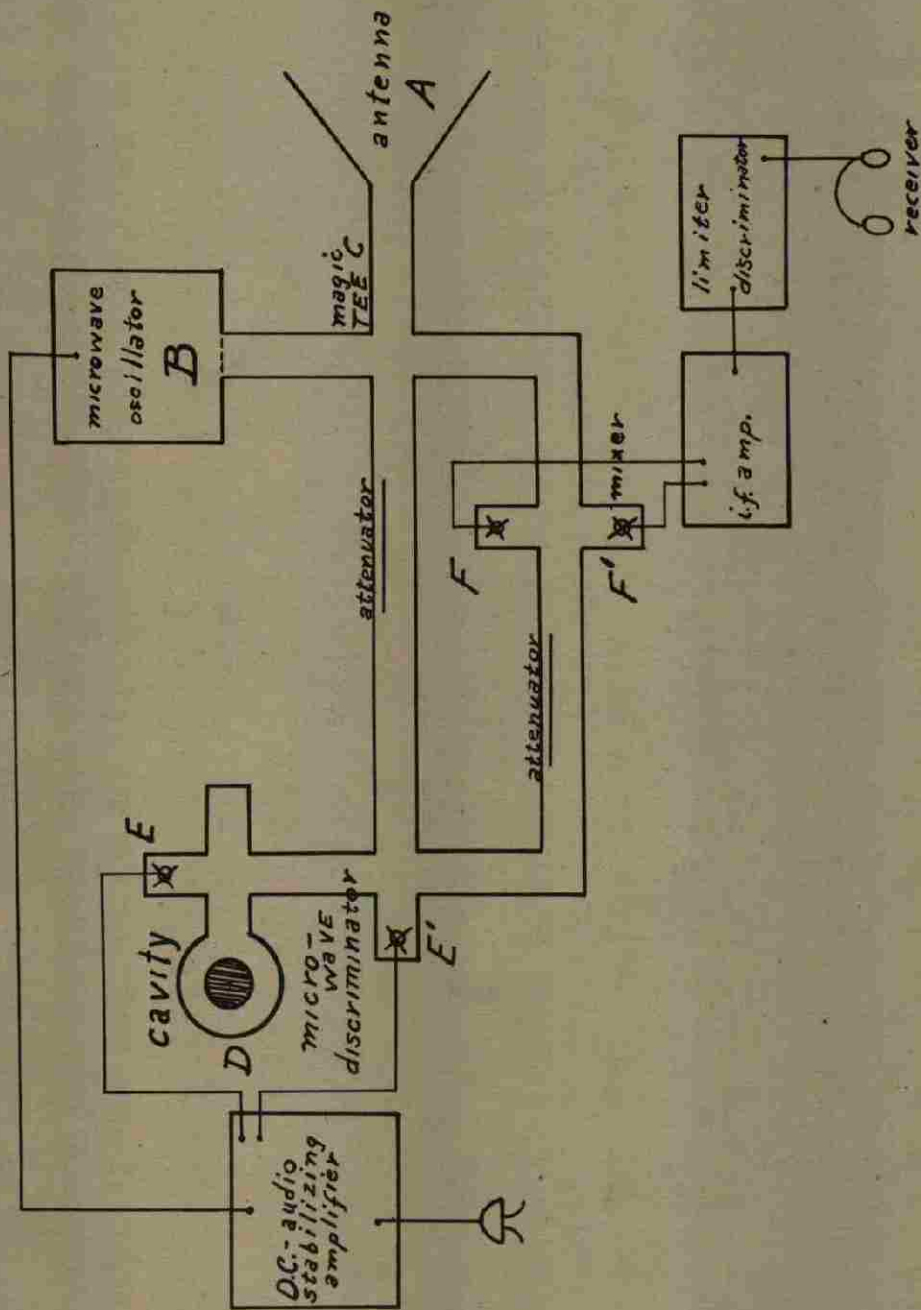 microwave
oscillator
B
antenna
A
magic
TEE C
attenuator
E
cavity
D
micro-
wave
discriminator
E'
D.C.-audio
stabilizing
amplifier
attenuator
F
F'
mixer
i.f. amp.
limiter
discriminator
receiver